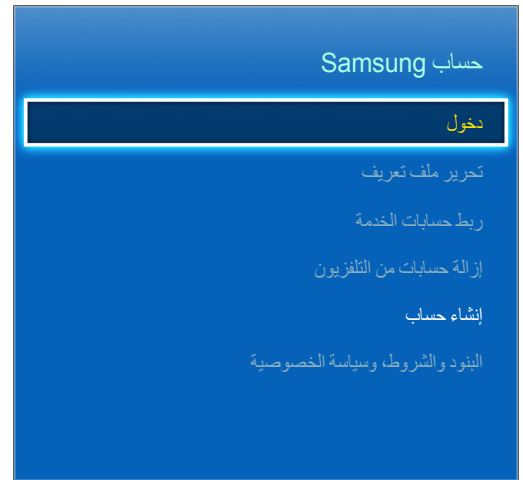 حساب Samsung
دخول
تحرير ملف تعريف
ربط حسابات الخدمة
إزالة حسابات من التلفزيون
إنشاء حساب
البنود والشروط، وسياسة الخصوصية